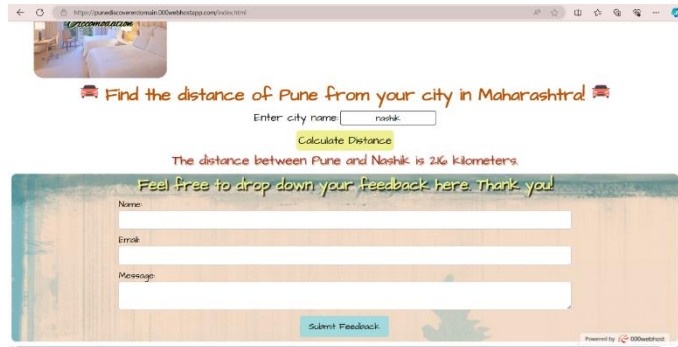 https://punediscovererdomain.000webhostapp.com/index.html
Accomodation
Find the distance of Pune from your city in Maharashtra!
Enter city name: nashik
Calculate Distance
The distance between Pune and Nashik is 216 kilometers.
Feel free to drop down your feedback here. Thank you!
Name:
Email:
Message:
Submit Feedback
Powered by 000webhost